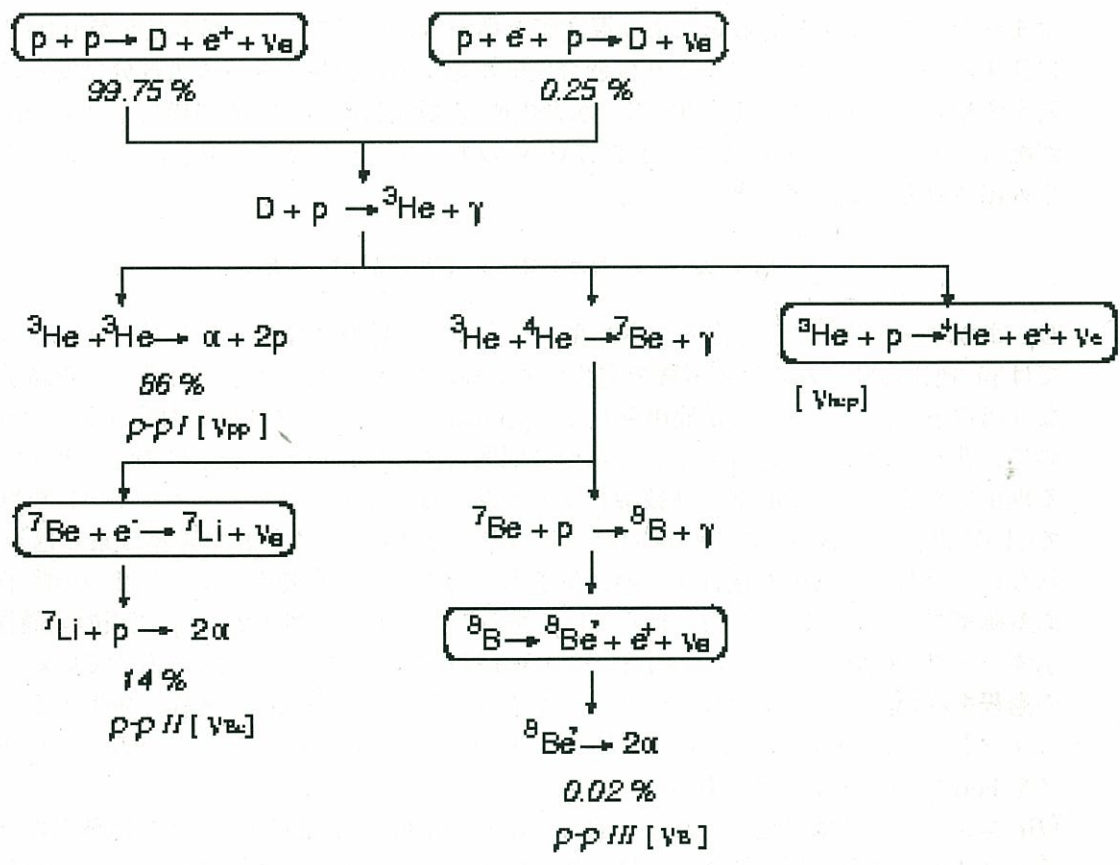 p + p → D + e⁺ + νe
p + e⁻ + p → D + νe
99.75 %
0.25 %
D + p → ³He + γ
³He + ³He → α + 2p
³He + ⁴He → ⁷Be + γ
³He + p → ⁴He + e⁺ + νe
86 %
[ νhep]
p-p I [ νpp ]
⁷Be + e⁻ → ⁷Li + νe
⁷Be + p → ⁸B + γ
⁷Li + p → 2α
⁸B → ⁸Be* + e⁺ + νe
14 %
p-p II [ νBe]
⁸Be* → 2α
0.02 %
p-p III [ νB ]